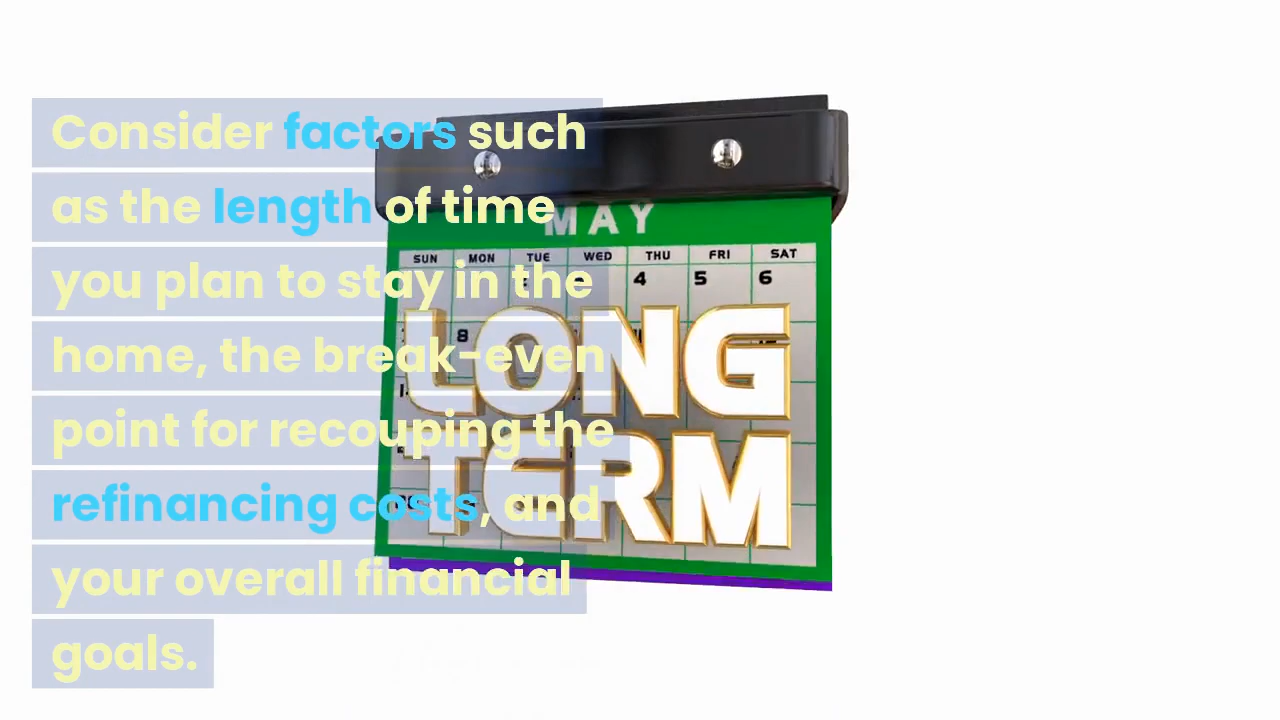 Consider factors such
as the length of time
you plan to stay in the
home, the break-even
point for recouping the
refinancing costs, and
your overall financial
goals.
MAY
SUN MON TUE WED THU FRI SAT
4 5 6
8
LONG
TERM